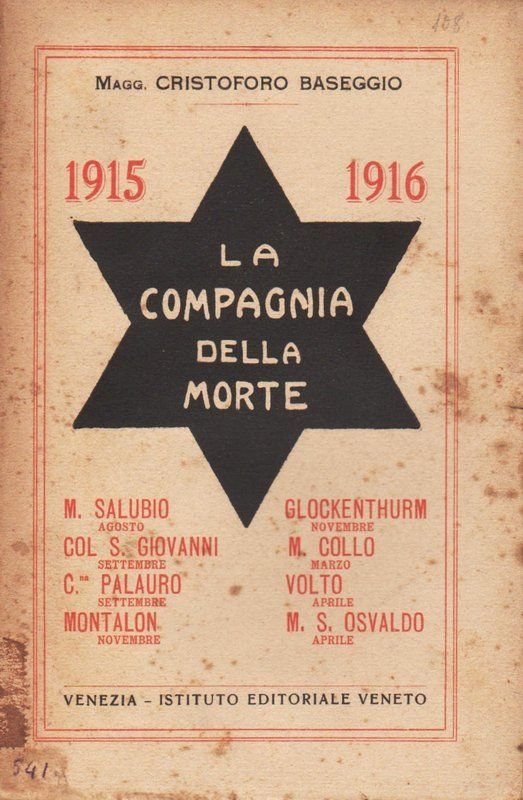 158
MAGG. CRISTOFORO BASEGGIO
1915 1916
LA
COMPAGNIA
DELLA
MORTE
M. SALUBIO
AGOSTO
COL S. GIOVANNI
SETTEMBRE
C.na PALAURO
SETTEMBRE
MONTALON
NOVEMBRE
GLOCKENTHURM
NOVEMBRE
M. COLLO
MARZO
VOLTO
APRILE
M. S. OSVALDO
APRILE
VENEZIA – ISTITUTO EDITORIALE VENETO
541